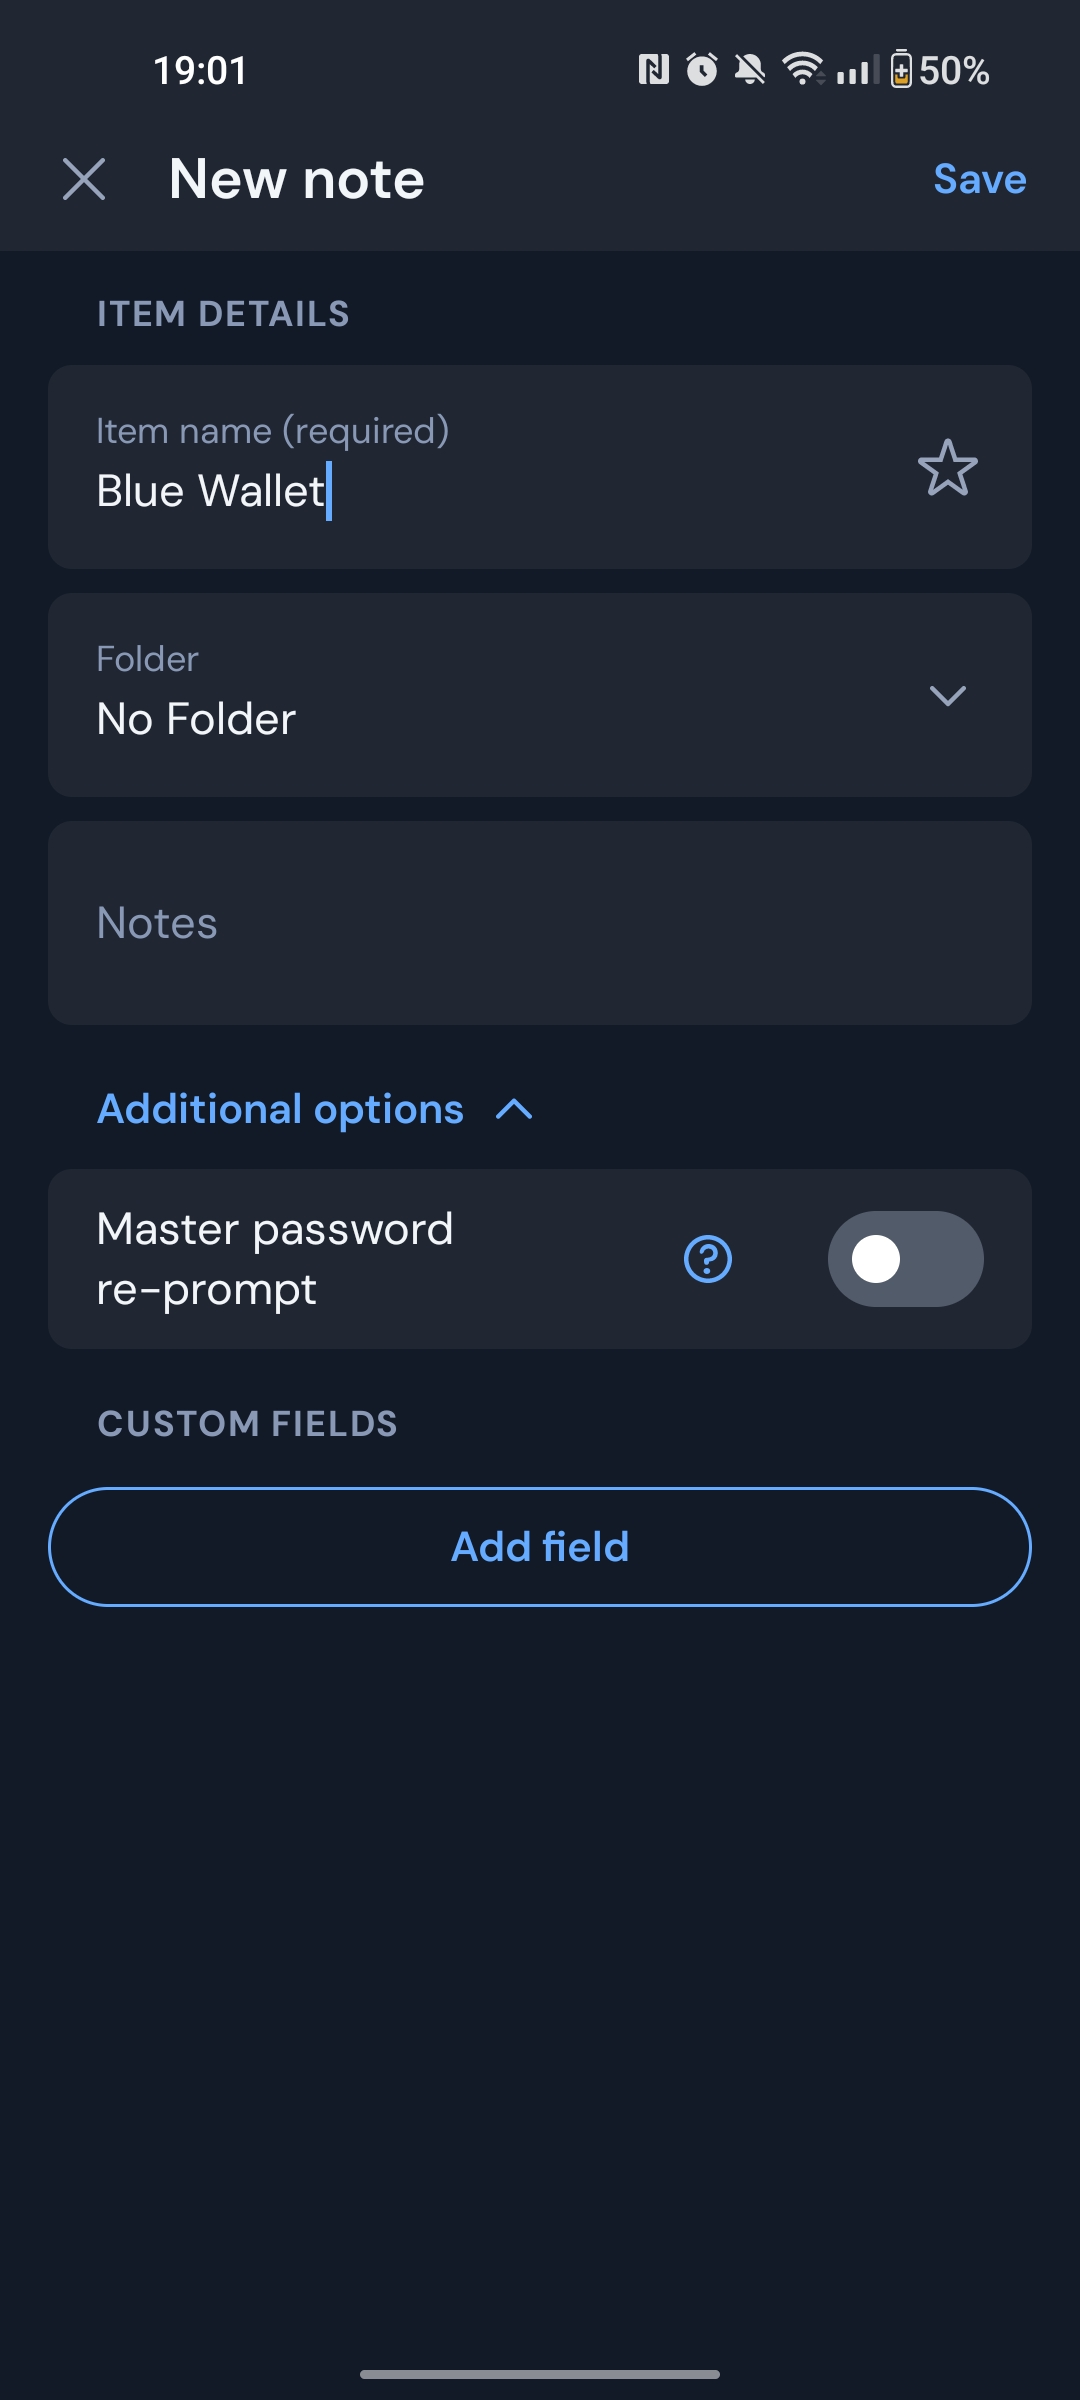 19:01 50%
New note Save
ITEM DETAILS
Item name (required)
Blue Wallet
Folder
No Folder
Notes
Additional options
Master password
re-prompt
CUSTOM FIELDS
Add field